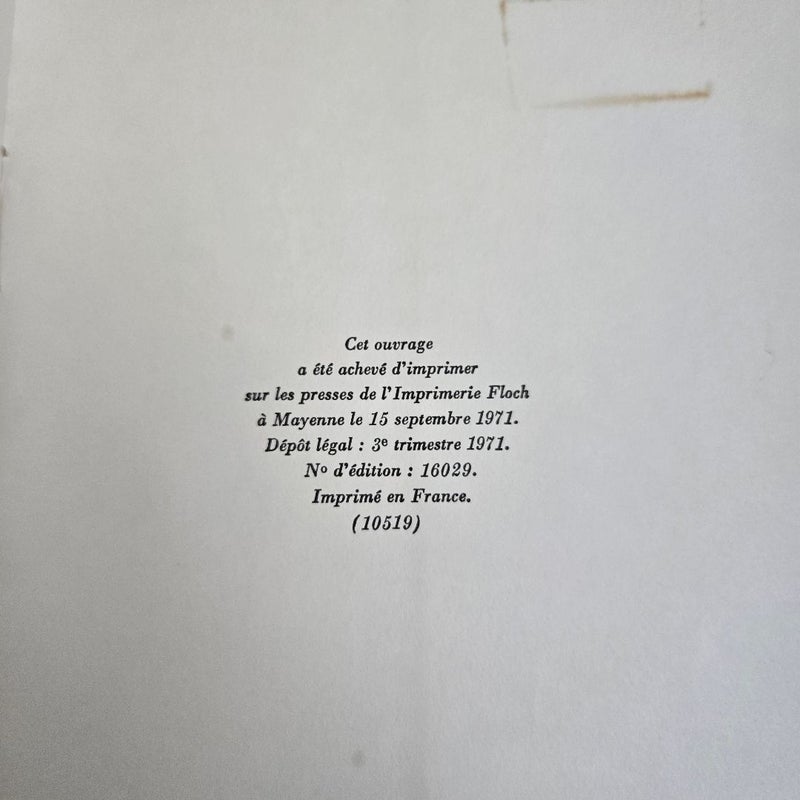 Cet ouvrage
a été achevé d'imprimer
sur les presses de l'Imprimerie Floch
à Mayenne le 15 septembre 1971.
Dépôt légal : 3e trimestre 1971.
No d'édition : 16029.
Imprimé en France.
(10519)